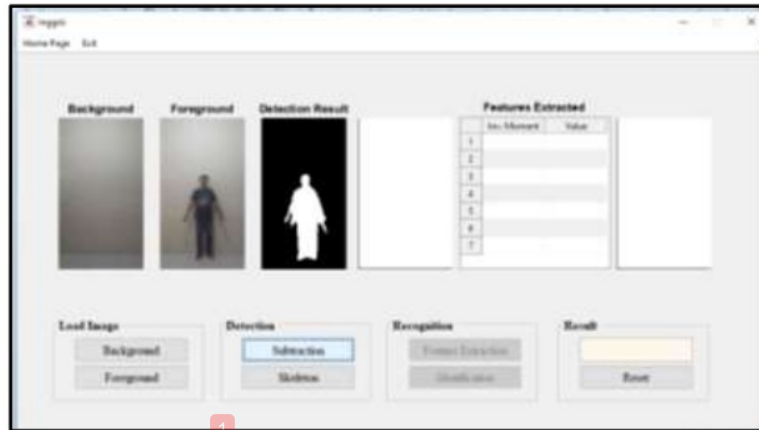 Home Page Exit
Background Foreground Detection Result Features Extracted
Inv. Moment Value
1
2
3
4
5
6
7
Load Image Detection Recognition Result
Background Subtraction Feature Extraction
Foreground Skeleton Identification Reset
1